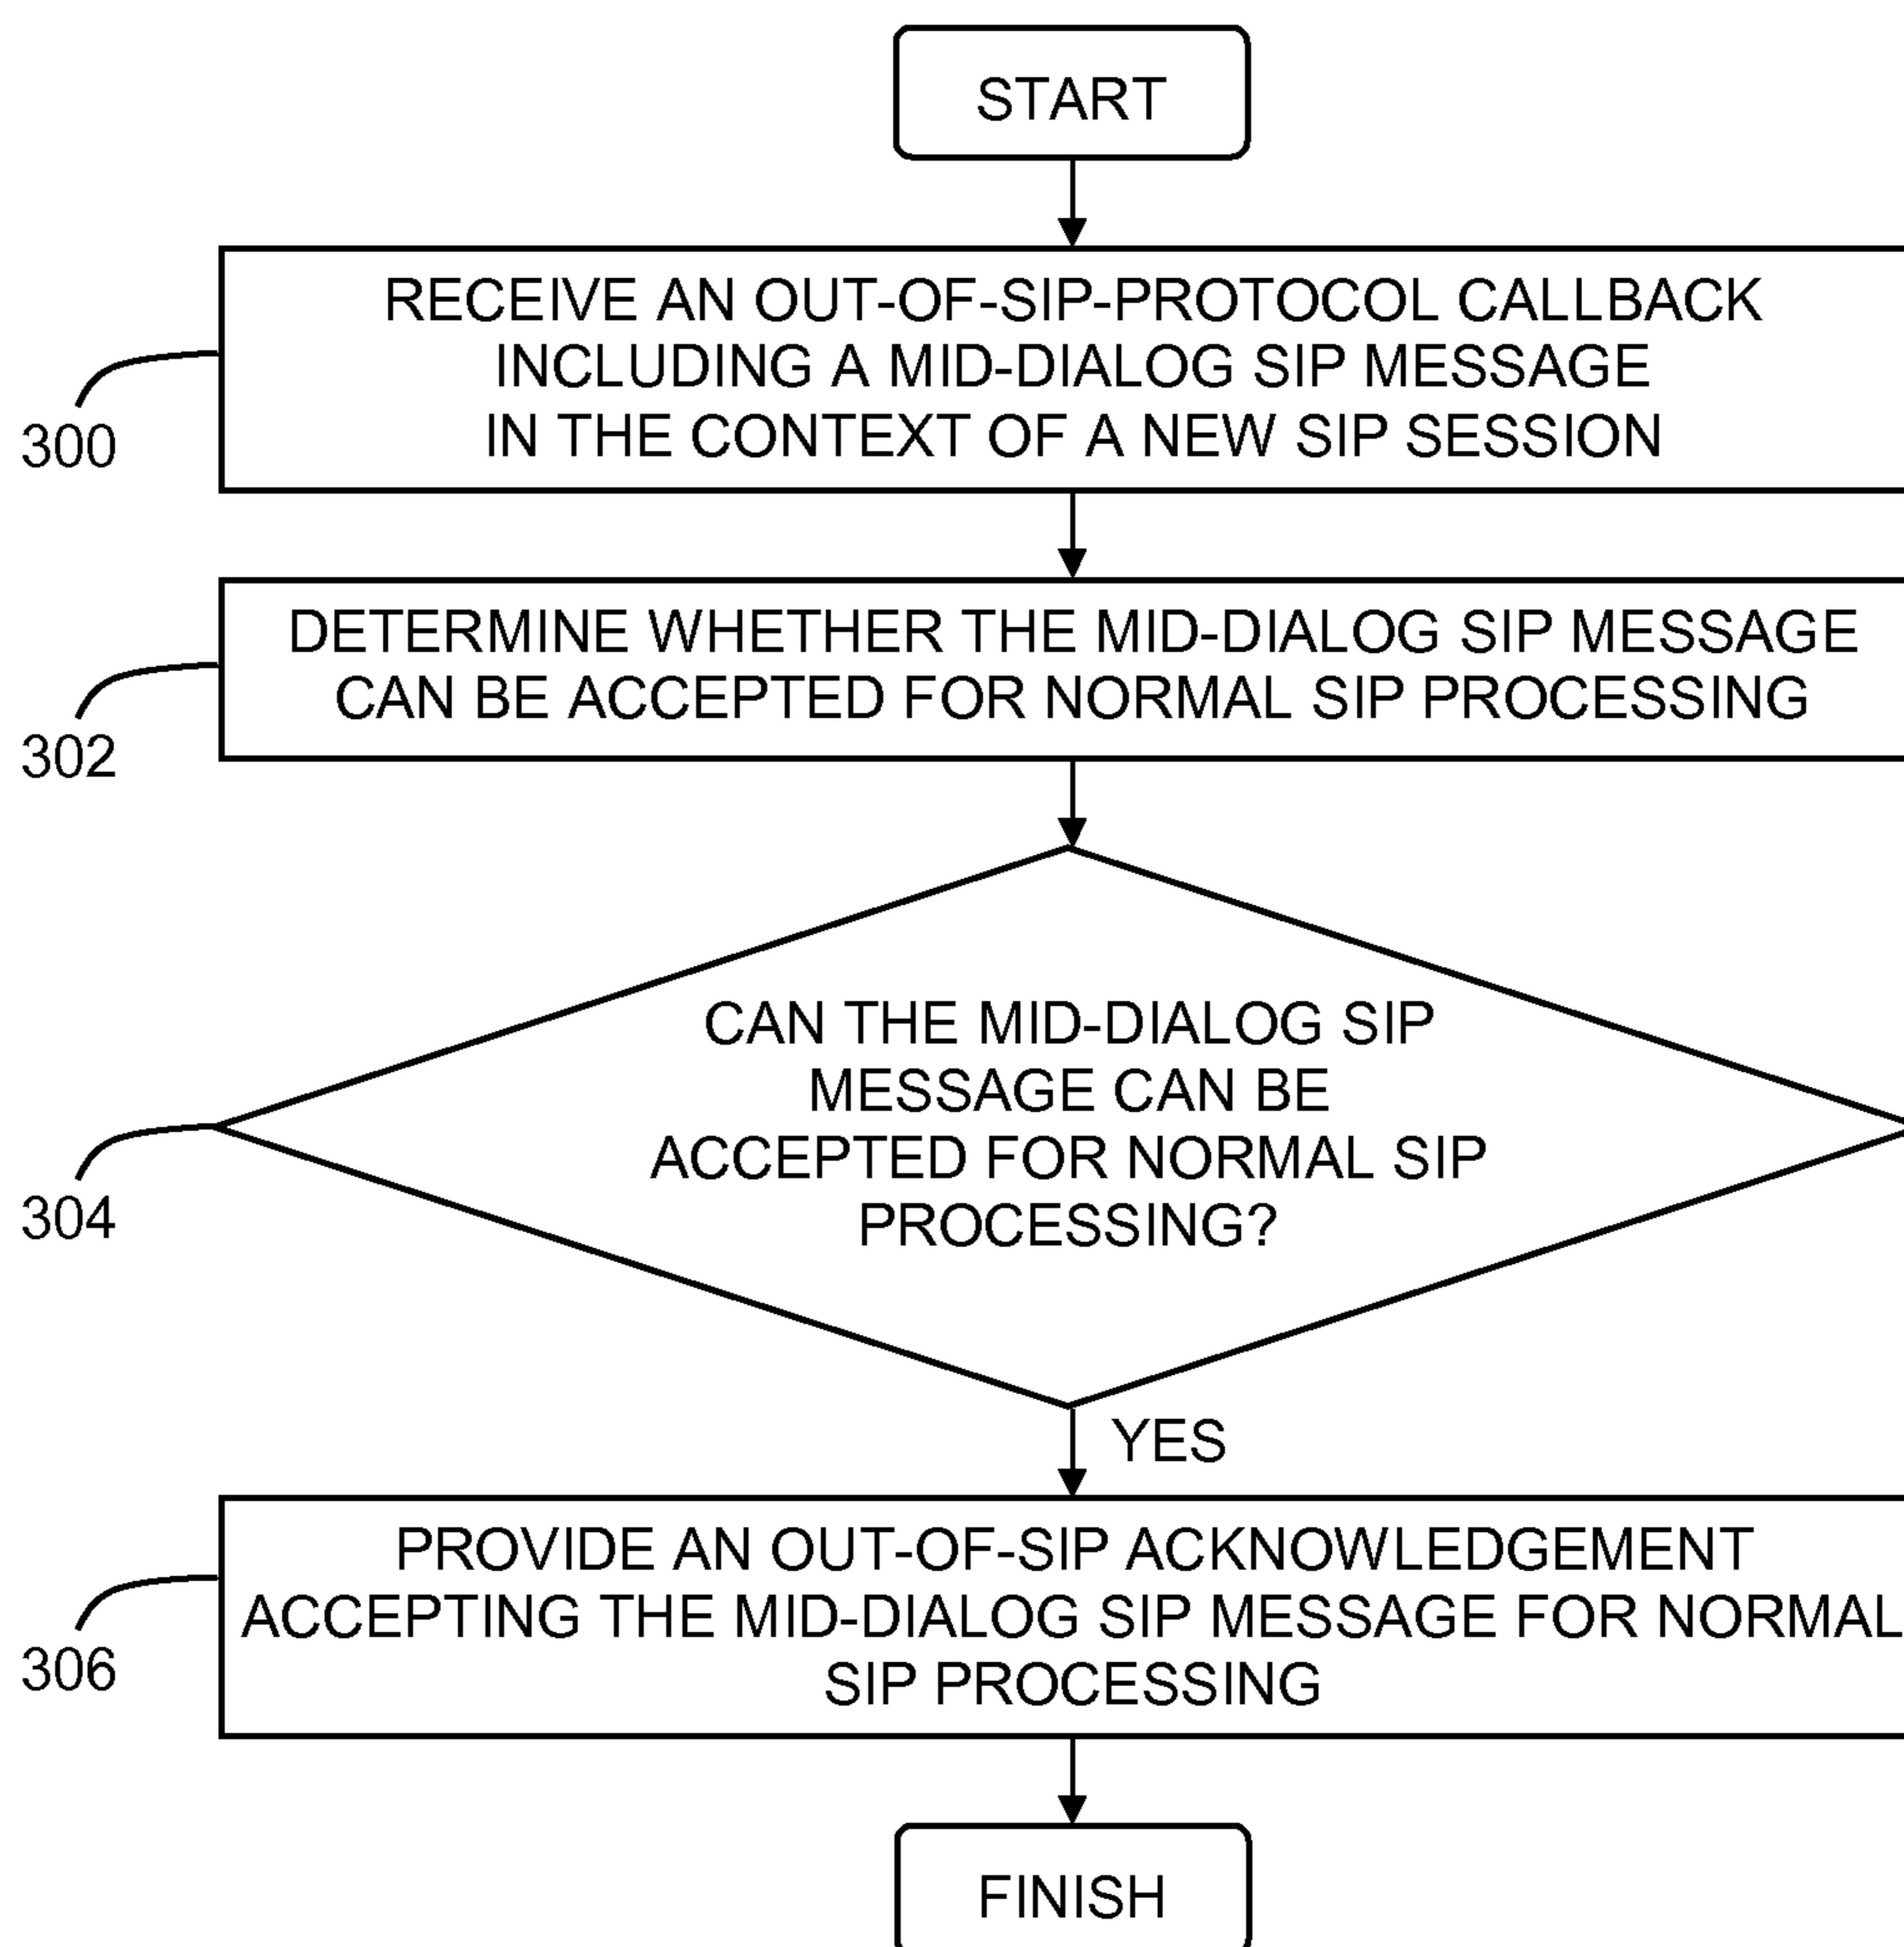 START
RECEIVE AN OUT-OF-SIP-PROTOCOL CALLBACK
INCLUDING A MID-DIALOG SIP MESSAGE
IN THE CONTEXT OF A NEW SIP SESSION
300
DETERMINE WHETHER THE MID-DIALOG SIP MESSAGE
CAN BE ACCEPTED FOR NORMAL SIP PROCESSING
302
CAN THE MID-DIALOG SIP
MESSAGE CAN BE
ACCEPTED FOR NORMAL SIP
PROCESSING?
304
YES
PROVIDE AN OUT-OF-SIP ACKNOWLEDGEMENT
ACCEPTING THE MID-DIALOG SIP MESSAGE FOR NORMAL
SIP PROCESSING
306
FINISH